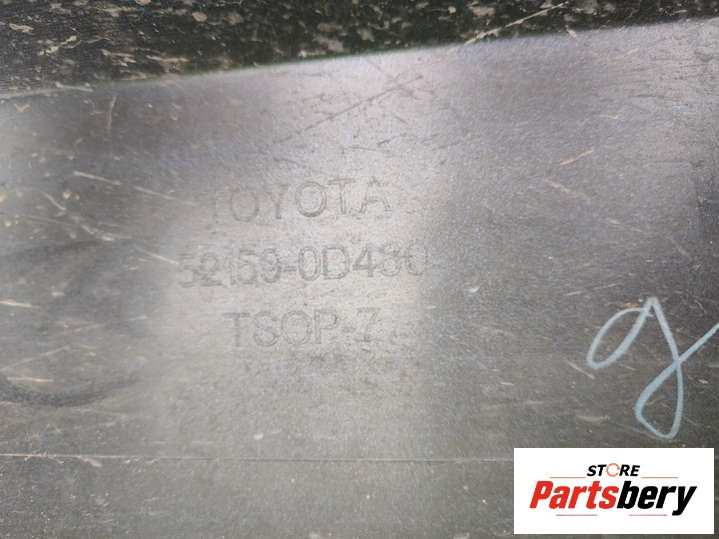 TOYOTA
52159-0D430
TSOP-7
g
STORE
Partsbery